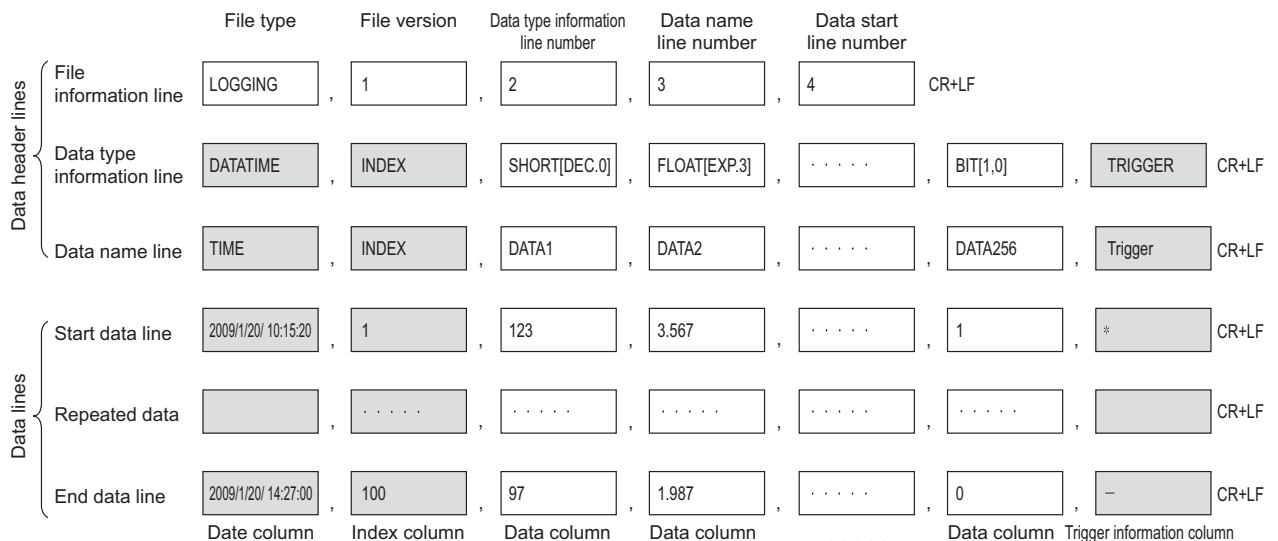 File type File version Data type information line number Data name line number Data start line number
Data header lines
File information line LOGGING , 1 , 2 , 3 , 4 CR+LF
Data type information line DATATIME , INDEX , SHORT[DEC.0] , FLOAT[EXP.3] , · · · · · , BIT[1,0] , TRIGGER CR+LF
Data name line TIME , INDEX , DATA1 , DATA2 , · · · · · , DATA256 , Trigger CR+LF
Data lines
Start data line 2009/1/20/ 10:15:20 , 1 , 123 , 3.567 , · · · · · , 1 , * CR+LF
Repeated data , · · · · · , · · · · · , · · · · · , · · · · · , · · · · · , CR+LF
End data line 2009/1/20/ 14:27:00 , 100 , 97 , 1.987 , · · · · · , 0 , – CR+LF
Date column Index column Data column Data column · · · · · Data column Trigger information column